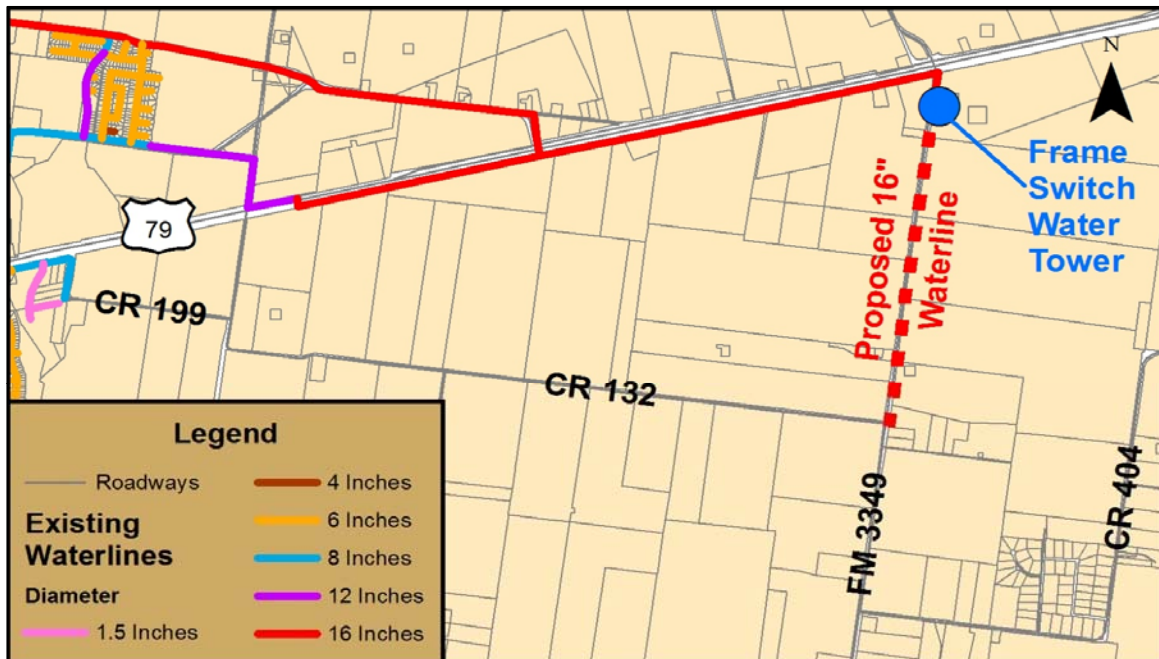 N
Frame
Switch
Water
Tower
Proposed 16"
Waterline
79
CR 199
CR 132
FM 3349
CR 404
Legend
Roadways
Existing
Waterlines
Diameter
1.5 Inches
4 Inches
6 Inches
8 Inches
12 Inches
16 Inches